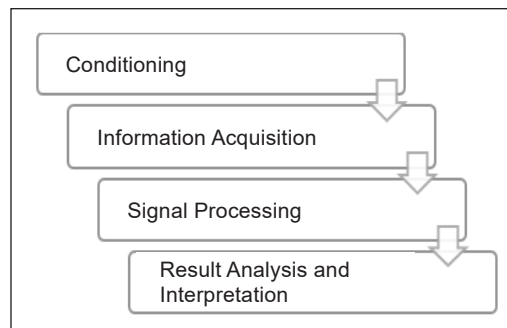 Conditioning
Information Acquisition
Signal Processing
Result Analysis and
Interpretation